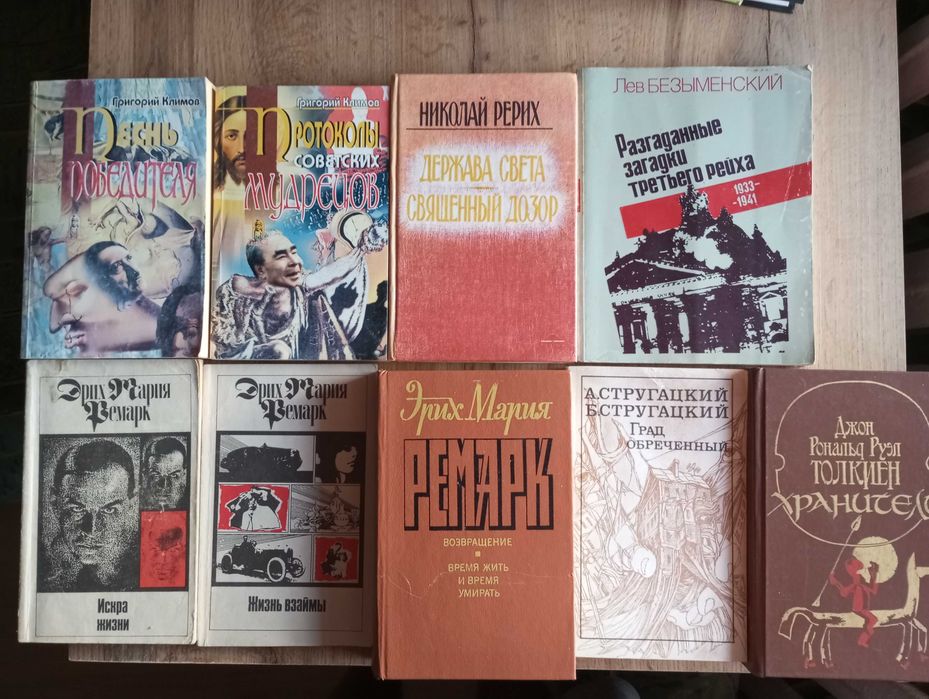 Григорий Климов
Песнь
победителя
Григорий Климов
Протоколы
советских
мудрецов
НИКОЛАЙ РЕРИХ
ДЕРЖАВА СВЕТА
СВЯЩЕННЫЙ ДОЗОР
Лев БЕЗЫМЕНСКИЙ
Разгаданные
загадки
третьего рейха
1933–
-1941
Эрих Мария
Ремарк
Искра
жизни
Эрих Мария
Ремарк
Жизнь взаймы
Эрих Мария
РЕМАРК
ВОЗВРАЩЕНИЕ
ВРЕМЯ ЖИТЬ
И ВРЕМЯ
УМИРАТЬ
А.СТРУГАЦКИЙ
Б.СТРУГАЦКИЙ
ГРАД
ОБРЕЧЕННЫЙ
Джон
Рональд Руэл
ТОЛКИЕН
ХРАНИТЕЛ